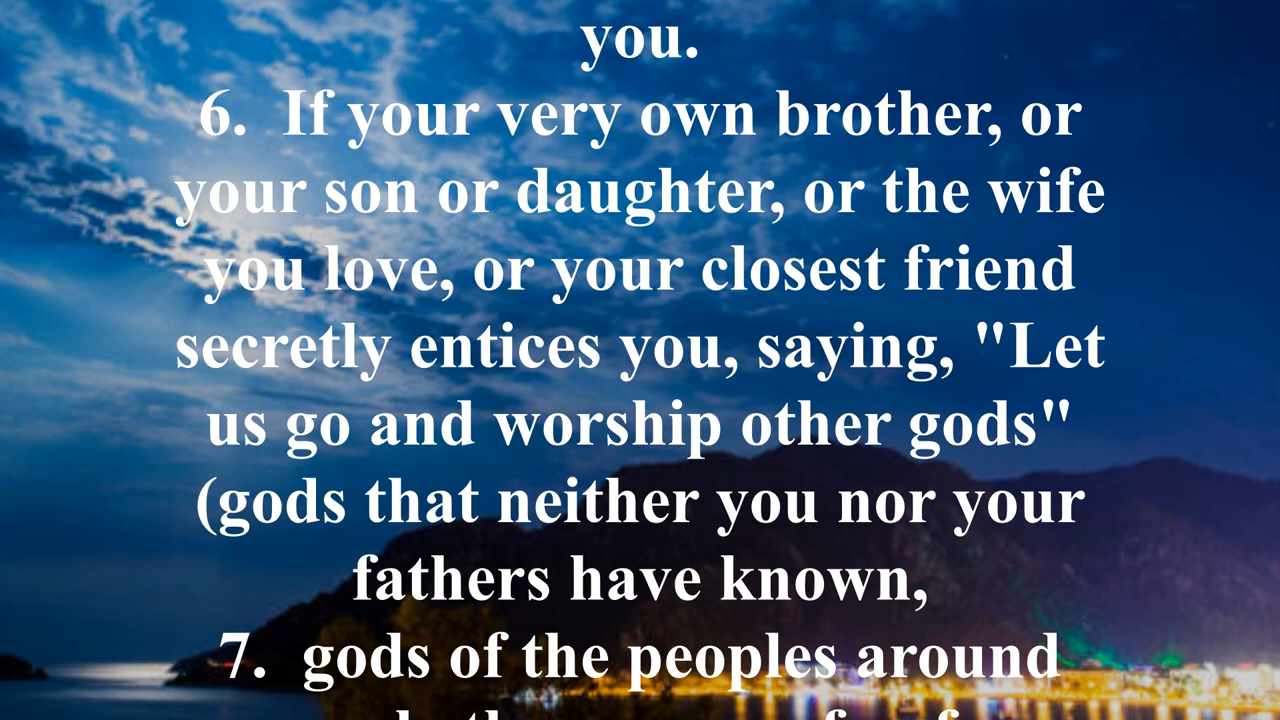 you.
6. If your very own brother, or
your son or daughter, or the wife
you love, or your closest friend
secretly entices you, saying, "Let
us go and worship other gods"
(gods that neither you nor your
fathers have known,
7. gods of the peoples around